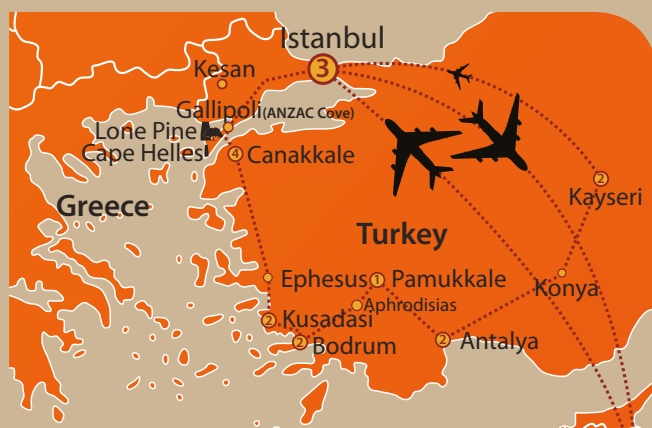 Istanbul
3
Kesan
Gallipoli(ANZAC Cove)
Lone Pine
Cape Helles
4 Canakkale
2
Kayseri
Greece
Turkey
Ephesus
1 Pamukkale
Konya
Aphrodisias
2 Kusadasi
2
Bodrum
2 Antalya